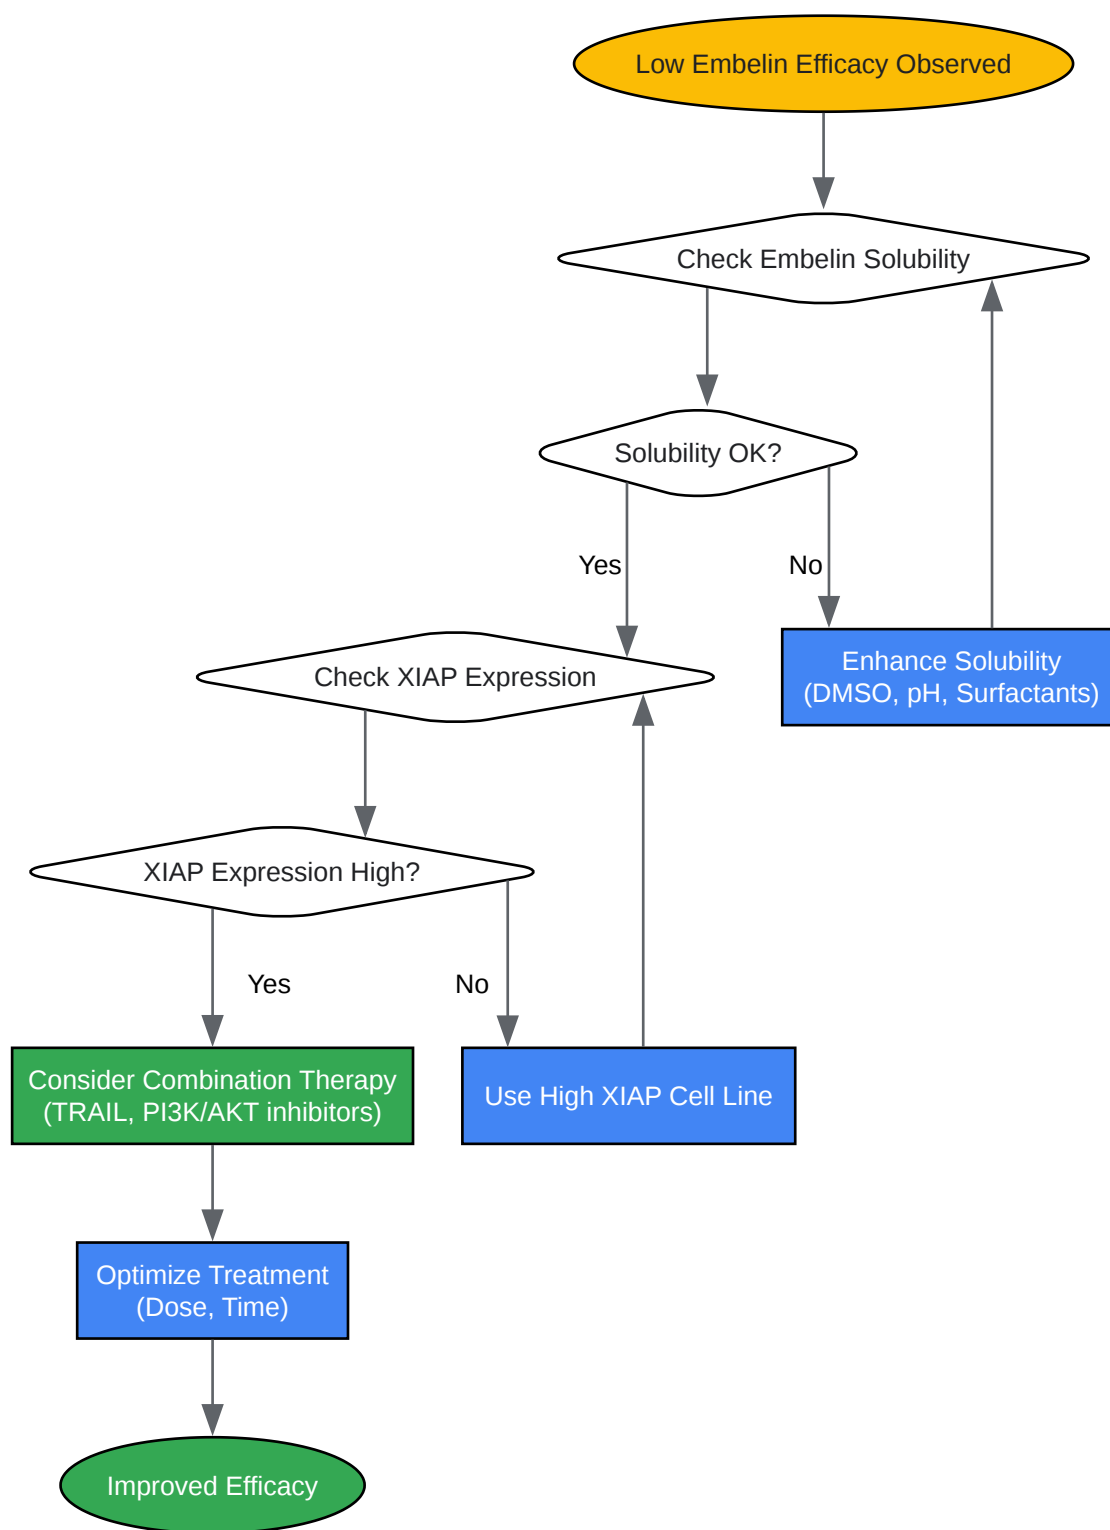 Low Embelin Efficacy Observed
Check Embelin Solubility
Solubility OK?
Yes
No
Enhance Solubility
(DMSO, pH, Surfactants)
Check XIAP Expression
XIAP Expression High?
Yes
No
Consider Combination Therapy
(TRAIL, PI3K/AKT inhibitors)
Use High XIAP Cell Line
Optimize Treatment
(Dose, Time)
Improved Efficacy